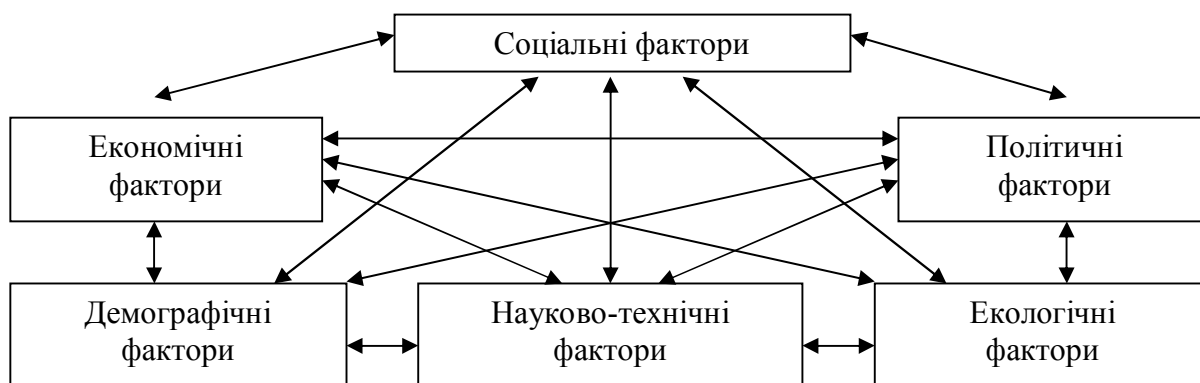 Соціальні фактори
Економічні
фактори
Політичні
фактори
Демографічні
фактори
Науково-технічні
фактори
Екологічні
фактори